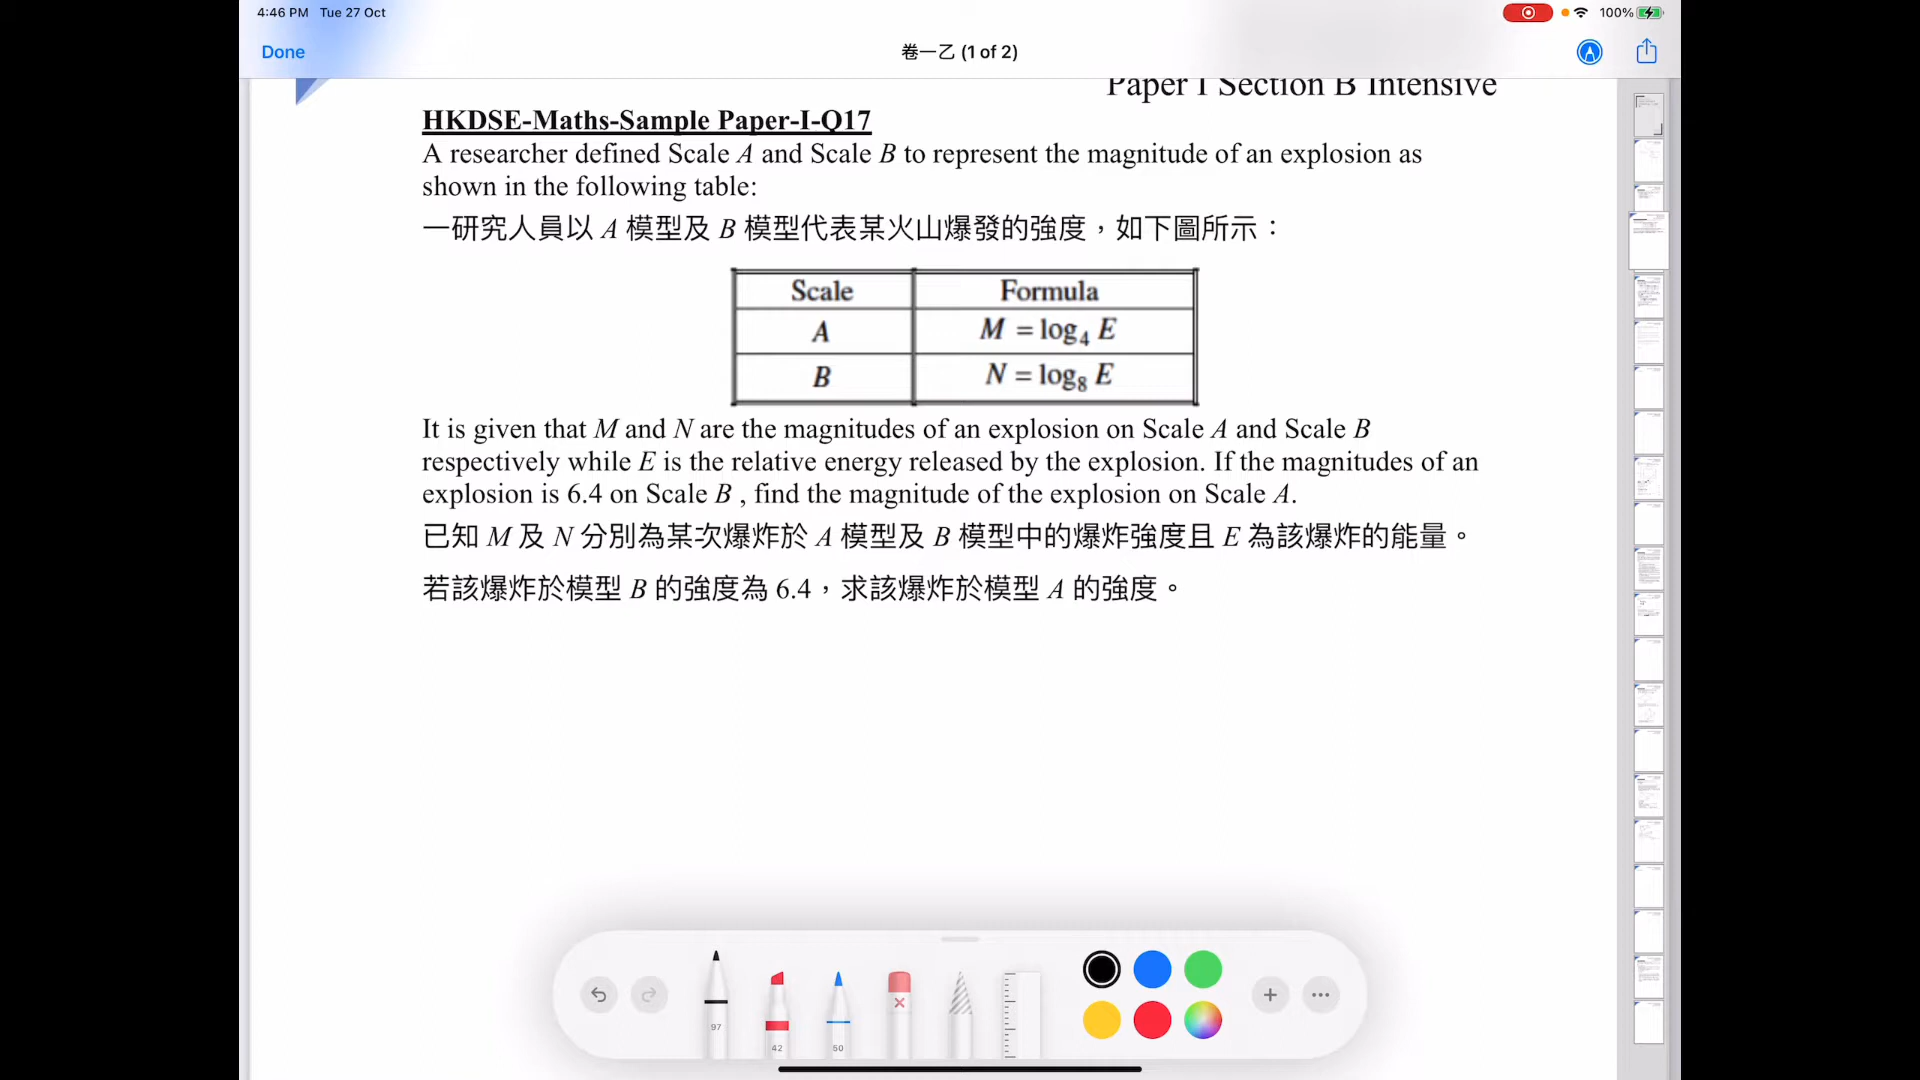 4:46 PM Tue 27 Oct
100%
Done
卷一乙 (1 of 2)
Paper I Section B Intensive
HKDSE-Maths-Sample Paper-I-Q17
A researcher defined Scale A and Scale B to represent the magnitude of an explosion as
shown in the following table:
一研究人員以 A 模型及 B 模型代表某火山爆發的強度，如下圖所示：
Scale Formula
A M = log₄ E
B N = log₈ E
It is given that M and N are the magnitudes of an explosion on Scale A and Scale B
respectively while E is the relative energy released by the explosion. If the magnitudes of an
explosion is 6.4 on Scale B , find the magnitude of the explosion on Scale A.
已知 M 及 N 分別為某次爆炸於 A 模型及 B 模型中的爆炸強度且 E 為該爆炸的能量。
若該爆炸於模型 B 的強度為 6.4，求該爆炸於模型 A 的強度。
97
42
50